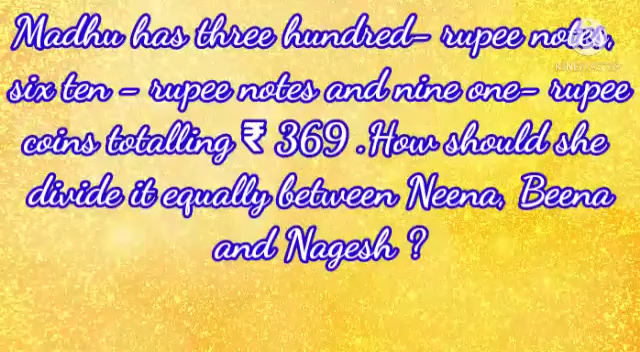 Madhu has three hundred- rupee notes,
six ten - rupee notes and nine one- rupee
coins totalling ₹ 369 .How should she
divide it equally between Neena, Beena
and Nagesh ?